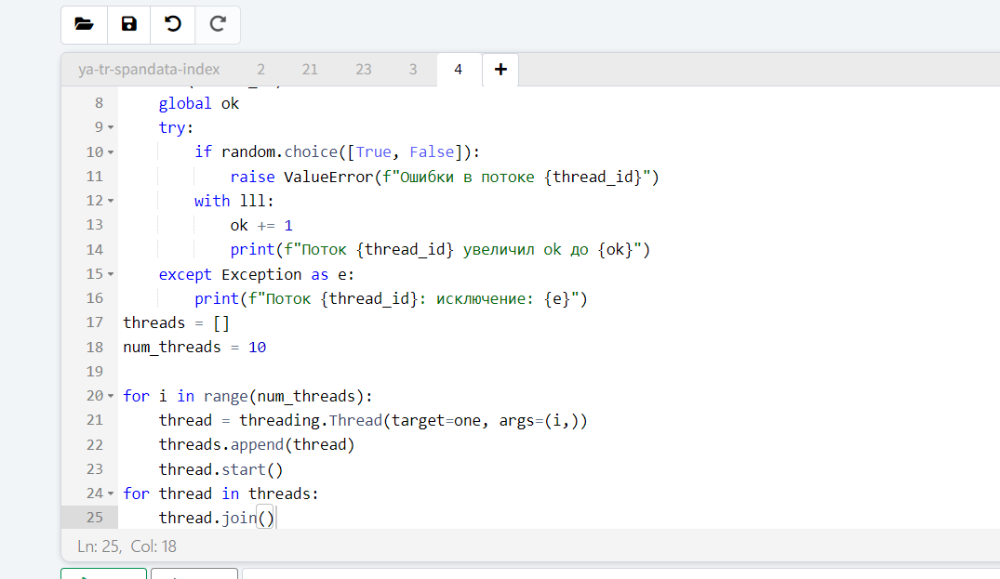 ya-tr-spandata-index 2 21 23 3 4 +
8 global ok
9 try:
10 if random.choice([True, False]):
11 raise ValueError(f"Ошибки в потоке {thread_id}")
12 with lll:
13 ok += 1
14 print(f"Поток {thread_id} увеличил ok до {ok}")
15 except Exception as e:
16 print(f"Поток {thread_id}: исключение: {e}")
17 threads = []
18 num_threads = 10
19
20 for i in range(num_threads):
21 thread = threading.Thread(target=one, args=(i,))
22 threads.append(thread)
23 thread.start()
24 for thread in threads:
25 thread.join()
Ln: 25, Col: 18